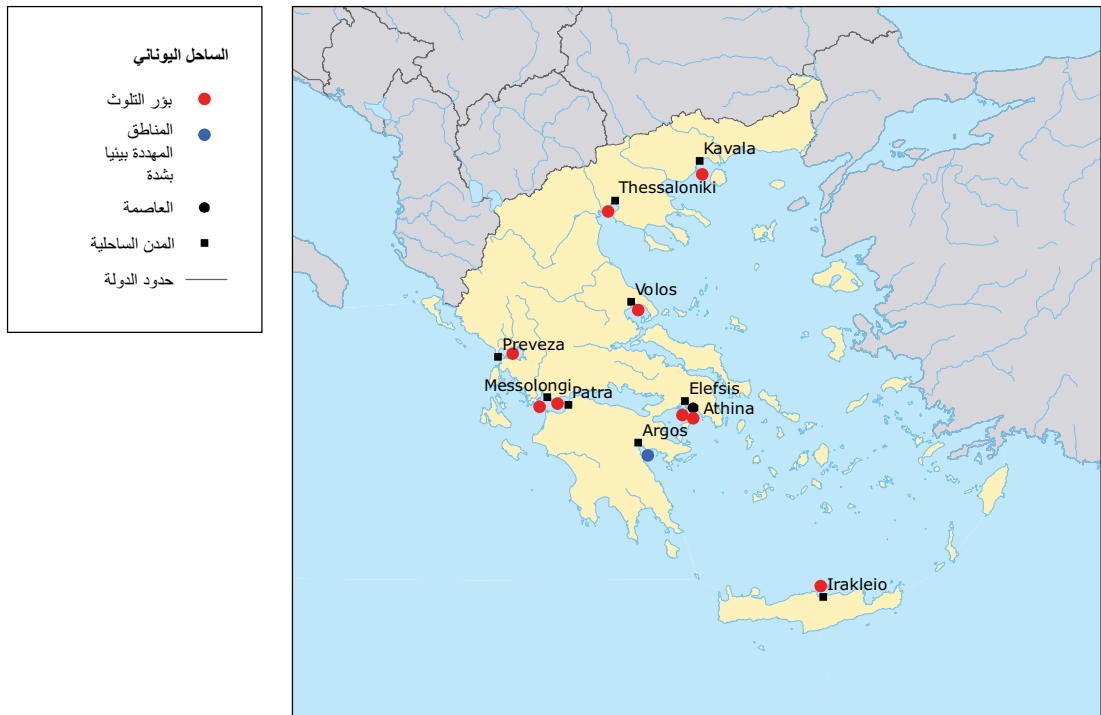 الساحل اليوناني
بؤر التلوث
المناطق
المهددة بيئيا
بشدة
العاصمة
المدن الساحلية
حدود الدولة
Kavala
Thessaloniki
Volos
Preveza
Messolongi
Patra
Elefsis
Athina
Argos
Irakleio